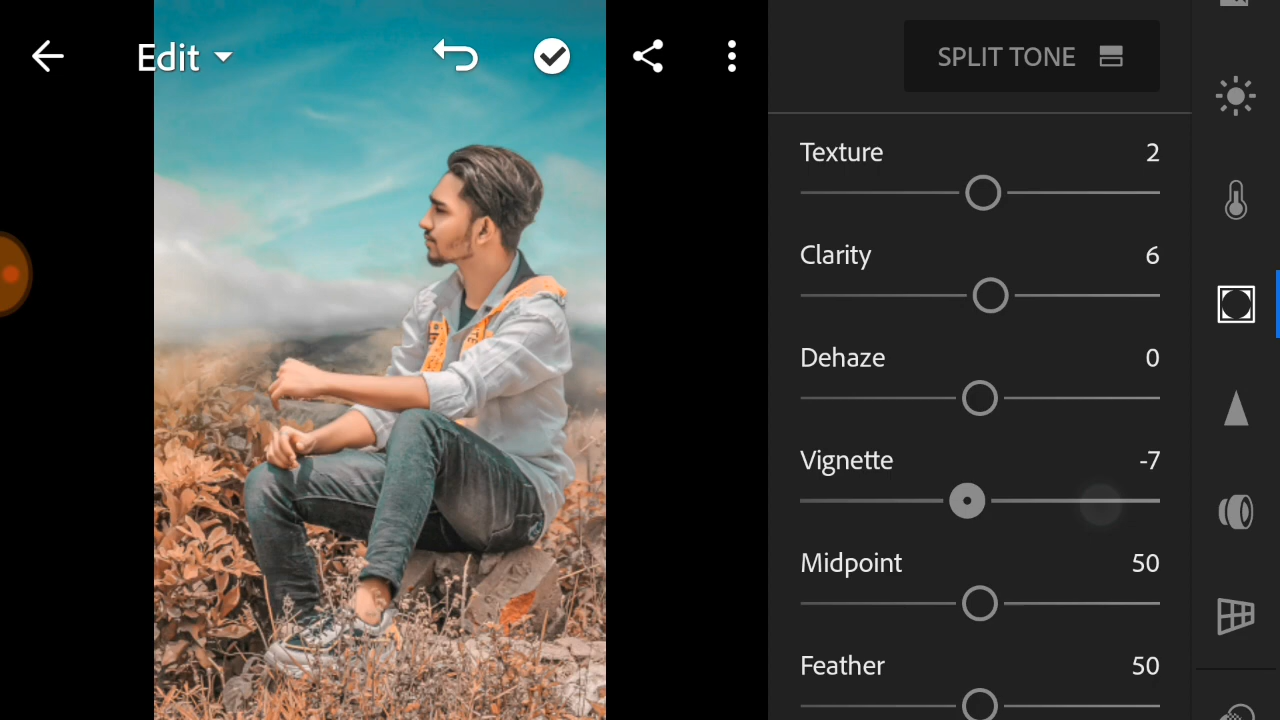 Edit
SPLIT TONE
Texture 2
Clarity 6
Dehaze 0
Vignette -7
Midpoint 50
Feather 50